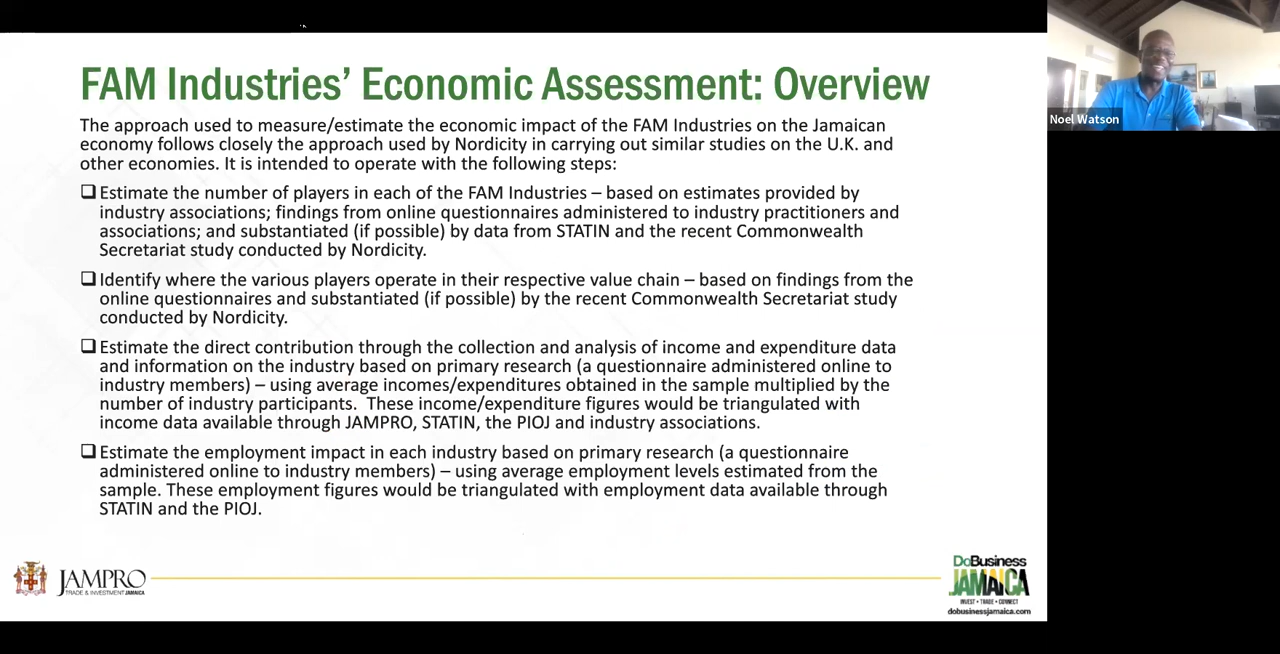 FAM Industries' Economic Assessment: Overview
The approach used to measure/estimate the economic impact of the FAM Industries on the Jamaican
economy follows closely the approach used by Nordicity in carrying out similar studies on the U.K. and
other economies. It is intended to operate with the following steps:
Estimate the number of players in each of the FAM Industries – based on estimates provided by
industry associations; findings from online questionnaires administered to industry practitioners and
associations; and substantiated (if possible) by data from STATIN and the recent Commonwealth
Secretariat study conducted by Nordicity.
Identify where the various players operate in their respective value chain – based on findings from the
online questionnaires and substantiated (if possible) by the recent Commonwealth Secretariat study
conducted by Nordicity.
Estimate the direct contribution through the collection and analysis of income and expenditure data
and information on the industry based on primary research (a questionnaire administered online to
industry members) – using average incomes/expenditures obtained in the sample multiplied by the
number of industry participants.  These income/expenditure figures would be triangulated with
income data available through JAMPRO, STATIN, the PIOJ and industry associations.
Estimate the employment impact in each industry based on primary research (a questionnaire
administered online to industry members) – using average employment levels estimated from the
sample. These employment figures would be triangulated with employment data available through
STATIN and the PIOJ.
JAMPRO
TRADE & INVESTMENT JAMAICA
DoBusiness
JAMAICA
INVEST • TRADE • CONNECT
dobusinessjamaica.com
Noel Watson